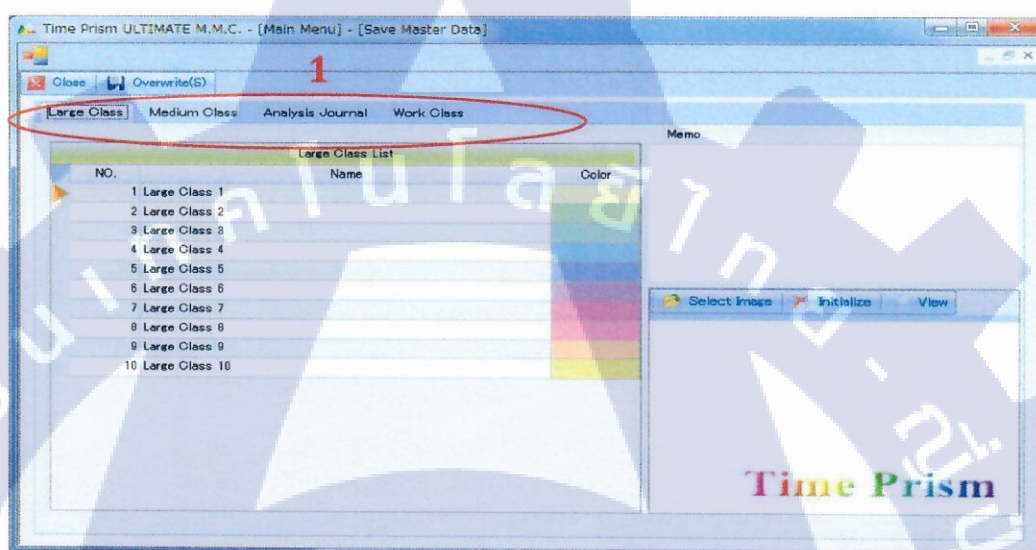 Time Prism ULTIMATE M.M.C. - [Main Menu] - [Save Master Data]
Close Overwrite(S)
1
Large Class Medium Class Analysis Journal Work Class
Memo
Large Class List
NO. Name Color
1 Large Class 1
2 Large Class 2
3 Large Class 3
4 Large Class 4
5 Large Class 5
6 Large Class 6
7 Large Class 7
8 Large Class 8
9 Large Class 9
10 Large Class 10
Select Image Initialize View
Time Prism